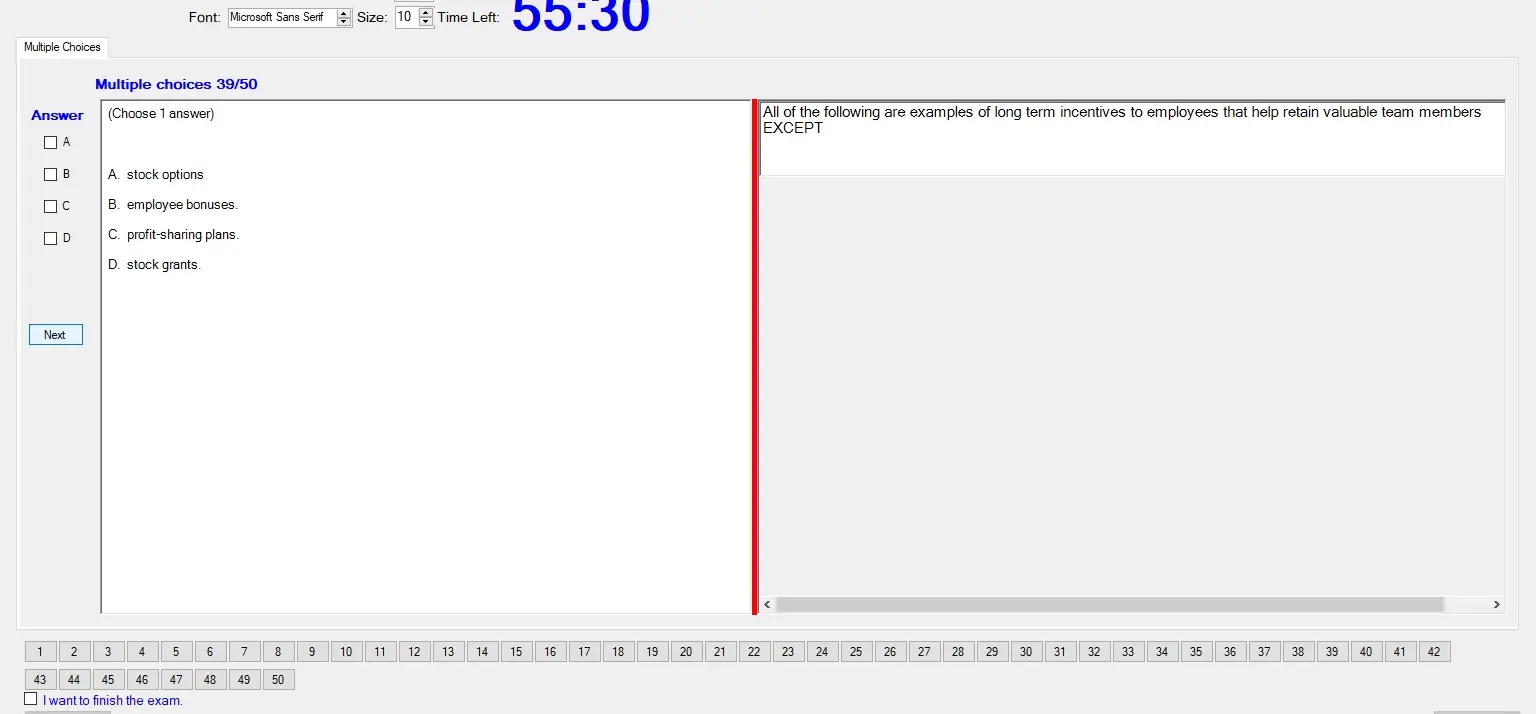 Font: Microsoft Sans Serif Size: 10 Time Left: 55:30
Multiple Choices
Multiple choices 39/50
Answer
A
B
C
D
Next
(Choose 1 answer)
A. stock options
B. employee bonuses.
C. profit-sharing plans.
D. stock grants.
All of the following are examples of long term incentives to employees that help retain valuable team members
EXCEPT
1 2 3 4 5 6 7 8 9 10 11 12 13 14 15 16 17 18 19 20 21 22 23 24 25 26 27 28 29 30 31 32 33 34 35 36 37 38 39 40 41 42
43 44 45 46 47 48 49 50
I want to finish the exam.